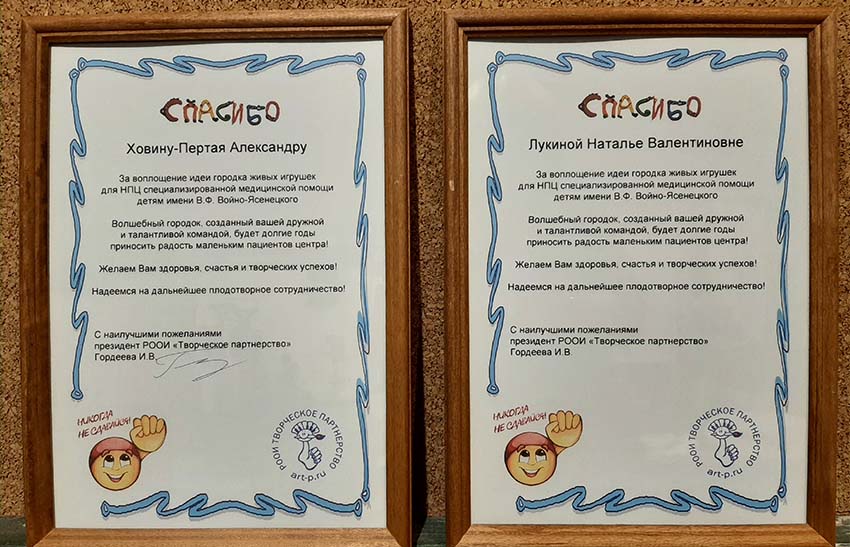 СПАСИБО
Ховину-Пертая Александру
За воплощение идеи городка живых игрушек
для НПЦ специализированной медицинской помощи
детям имени В.Ф. Войно-Ясенецкого
Волшебный городок, созданный вашей дружной
и талантливой командой, будет долгие годы
приносить радость маленьким пациентов центра!
Желаем Вам здоровья, счастья и творческих успехов!
Надеемся на дальнейшее плодотворное сотрудничество!
С наилучшими пожеланиями
президент РООИ «Творческое партнерство»
Гордеева И.В.
НИКОГДА
НЕ СДАВАЙСЯ!
РООИ ТВОРЧЕСКОЕ ПАРТНЕРСТВО
art-p.ru
СПАСИБО
Лукиной Наталье Валентиновне
За воплощение идеи городка живых игрушек
для НПЦ специализированной медицинской помощи
детям имени В.Ф. Войно-Ясенецкого
Волшебный городок, созданный вашей дружной
и талантливой командой, будет долгие годы
приносить радость маленьким пациентов центра!
Желаем Вам здоровья, счастья и творческих успехов!
Надеемся на дальнейшее плодотворное сотрудничество!
С наилучшими пожеланиями
президент РООИ «Творческое партнерство»
Гордеева И.В.
НИКОГДА
НЕ СДАВАЙСЯ!
РООИ ТВОРЧЕСКОЕ ПАРТНЕРСТВО
art-p.ru